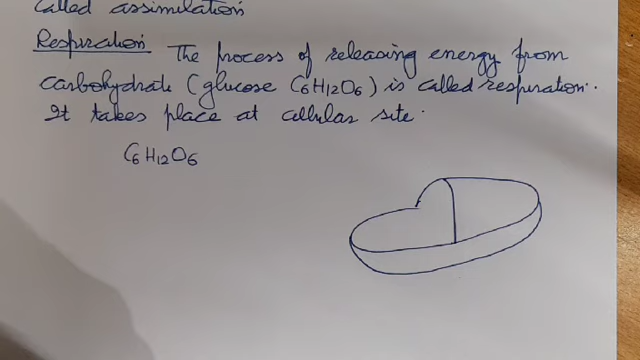 called assimilation
Respiration The process of releasing energy from
carbohydrate (glucose C6H12O6) is called respiration.
It takes place at cellular site.
C6H12O6